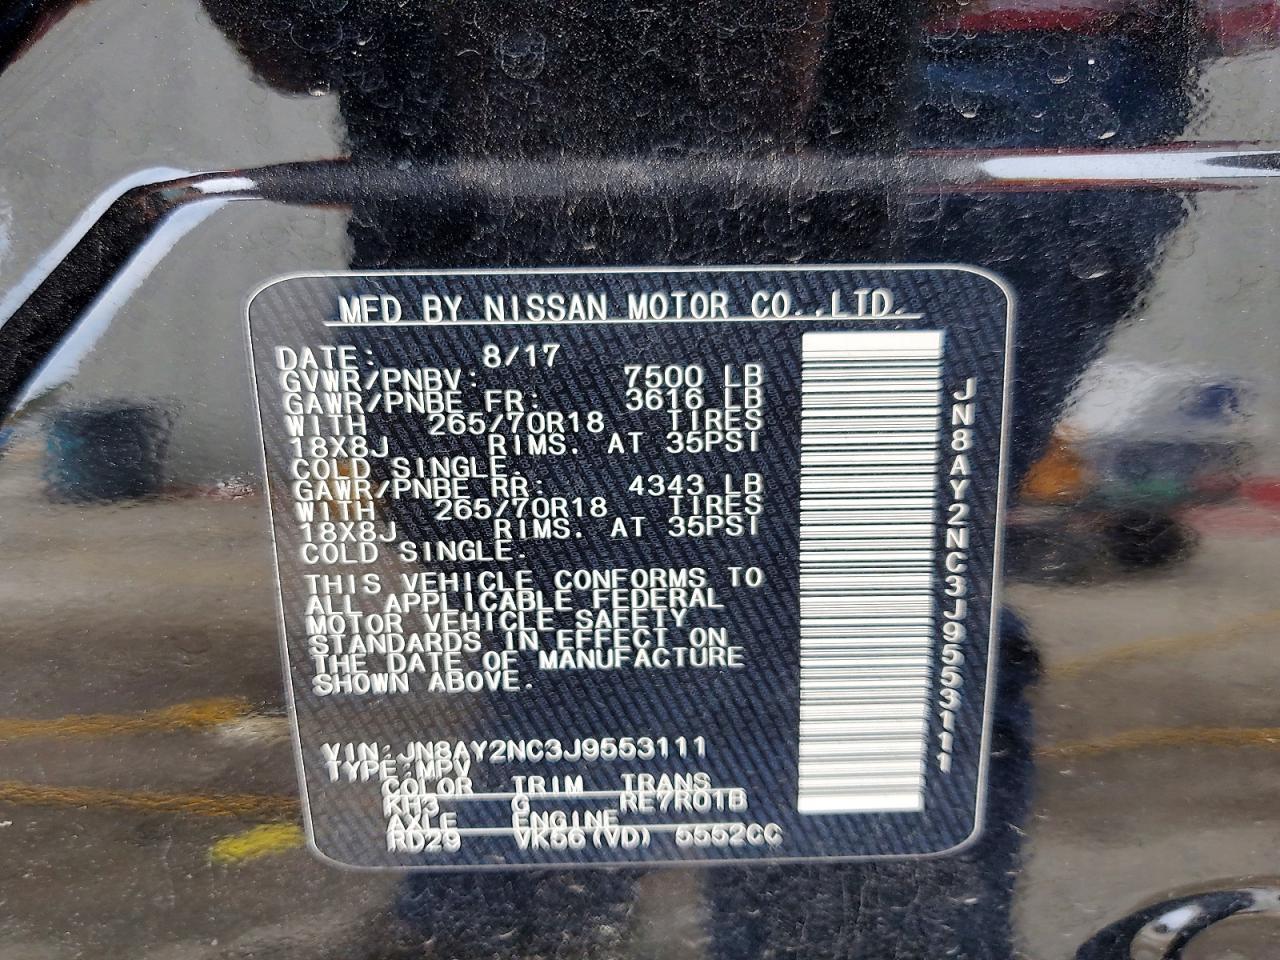 MFD BY NISSAN MOTOR CO.,LTD.
DATE: 8/17
GVWR/PNBV: 7500 LB
GAWR/PNBE FR: 3616 LB
WITH 265/70R18 TIRES
18X8J RIMS. AT 35PSI
COLD SINGLE.
GAWR/PNBE RR: 4343 LB
WITH 265/70R18 TIRES
18X8J RIMS. AT 35PSI
COLD SINGLE.
THIS VEHICLE CONFORMS TO
ALL APPLICABLE FEDERAL
MOTOR VEHICLE SAFETY
STANDARDS IN EFFECT ON
THE DATE OF MANUFACTURE
SHOWN ABOVE.
VIN:JN8AY2NC3J9553111
TYPE:MPV
COLOR TRIM TRANS
KH3 G RE7R01B
AXLE ENGINE
RD29 VK56(VD) 5552CC
JN8AY2NC3J9553111